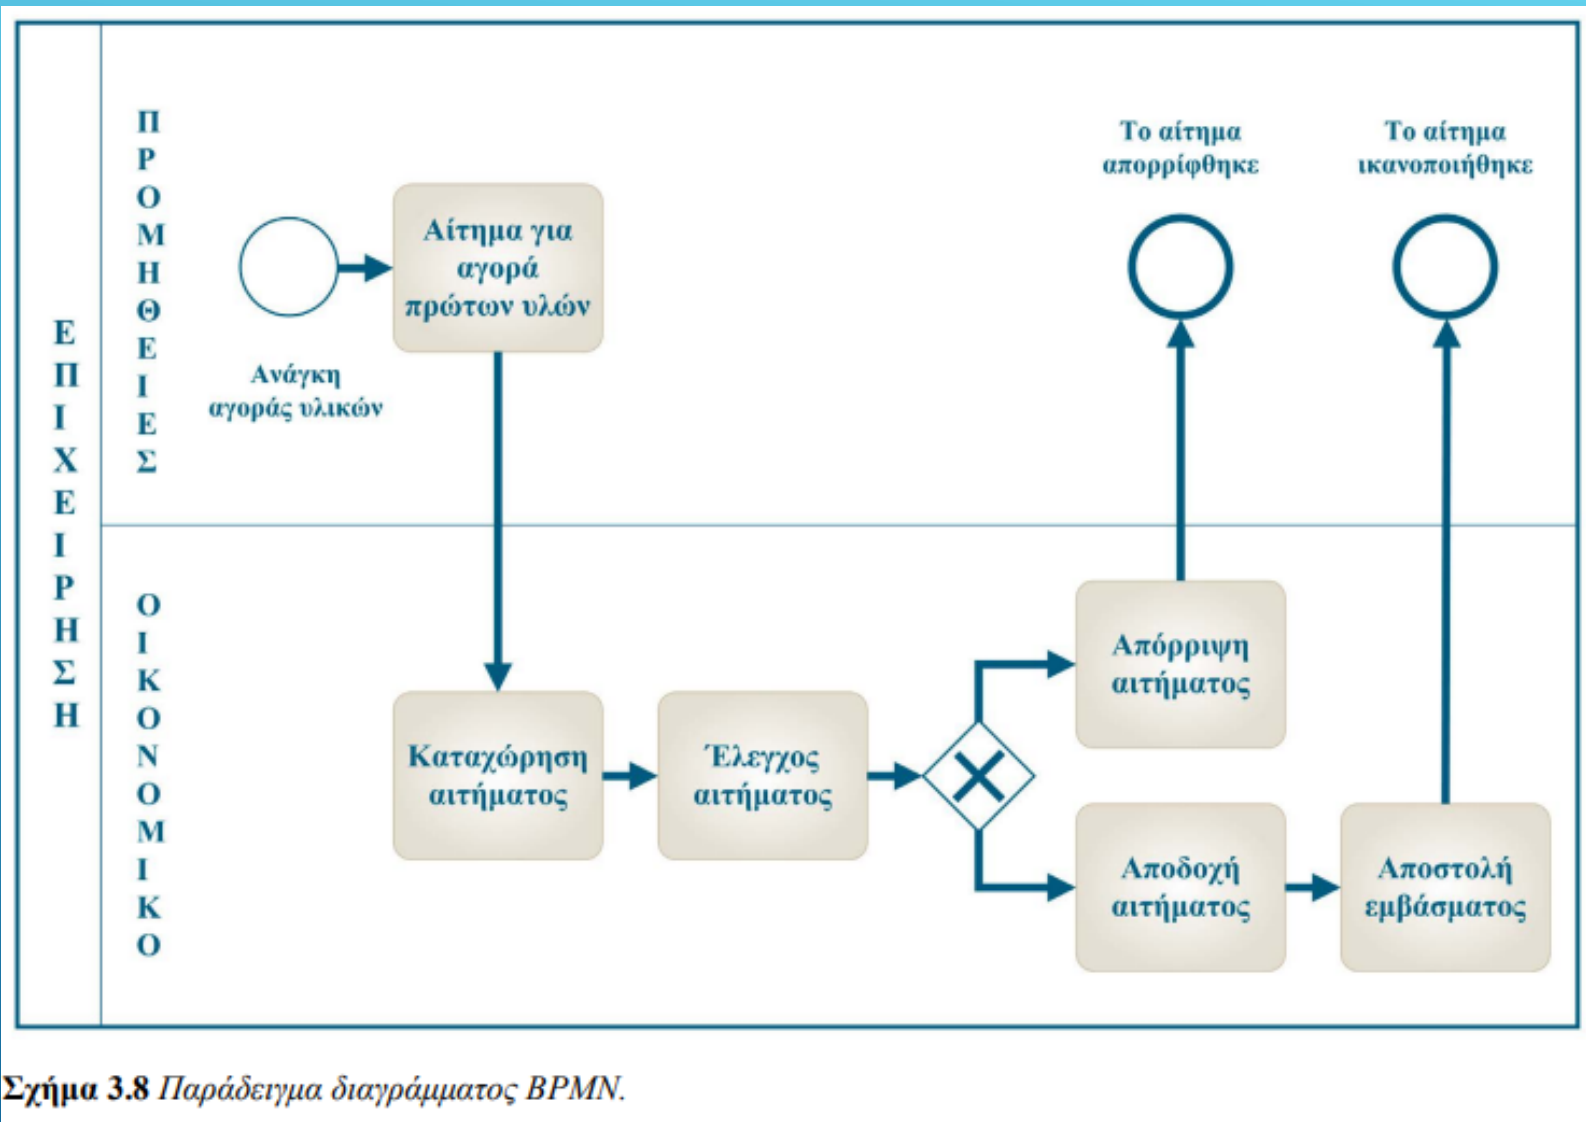 ΕΠΙΧΕΙΡΗΣΗ
ΠΡΟΜΗΘΕΙΕΣ
Ανάγκη
αγοράς υλικών
Αίτημα για
αγορά
πρώτων υλών
Το αίτημα
απορρίφθηκε
Το αίτημα
ικανοποιήθηκε
ΟΙΚΟΝΟΜΙΚΟ
Καταχώρηση
αιτήματος
Έλεγχος
αιτήματος
Απόρριψη
αιτήματος
Αποδοχή
αιτήματος
Αποστολή
εμβάσματος
Σχήμα 3.8 Παράδειγμα διαγράμματος BPMN.